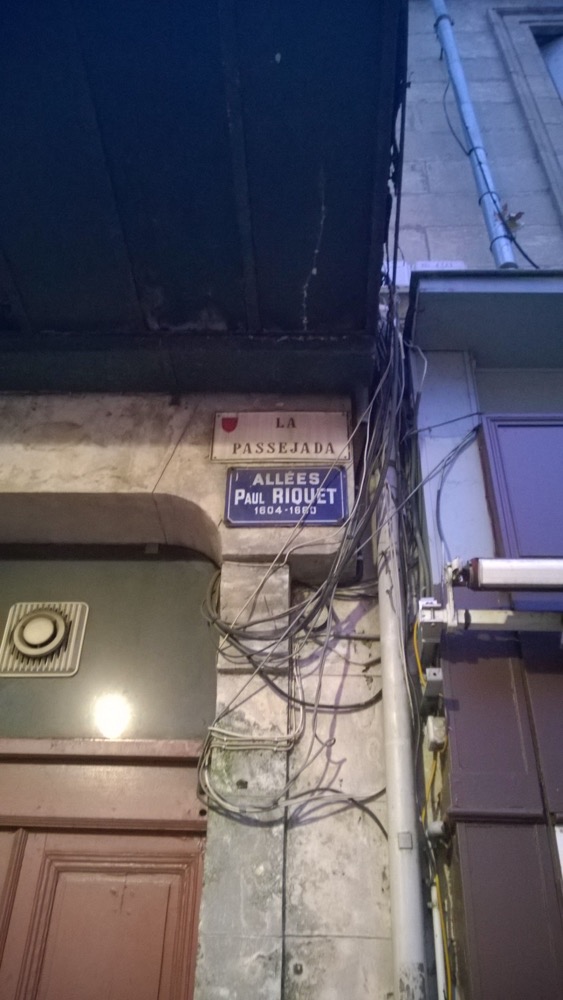 LA
PASSEJADA
ALLÉES
PAUL RIQUET
1604-1680